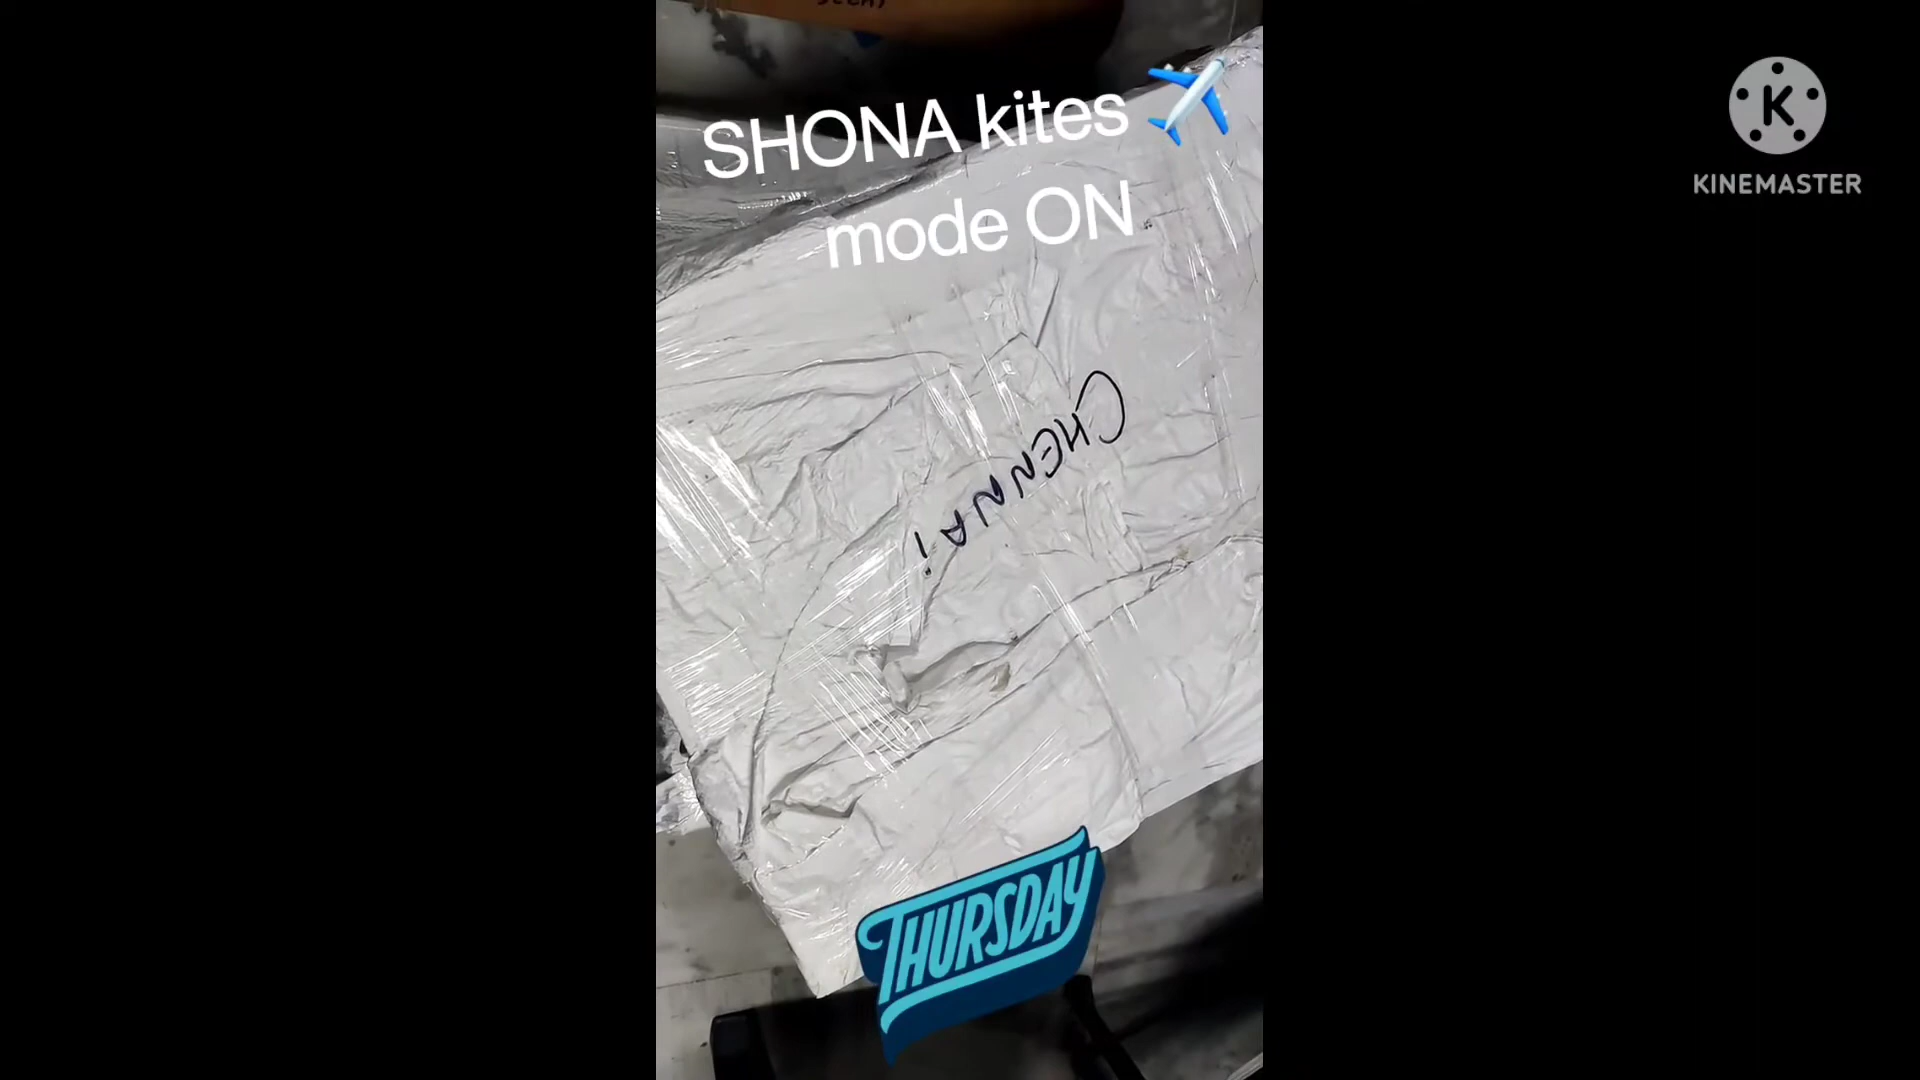 SHONA kites ✈️
mode ON
KINEMASTER
CHENNAi
THURSDAY